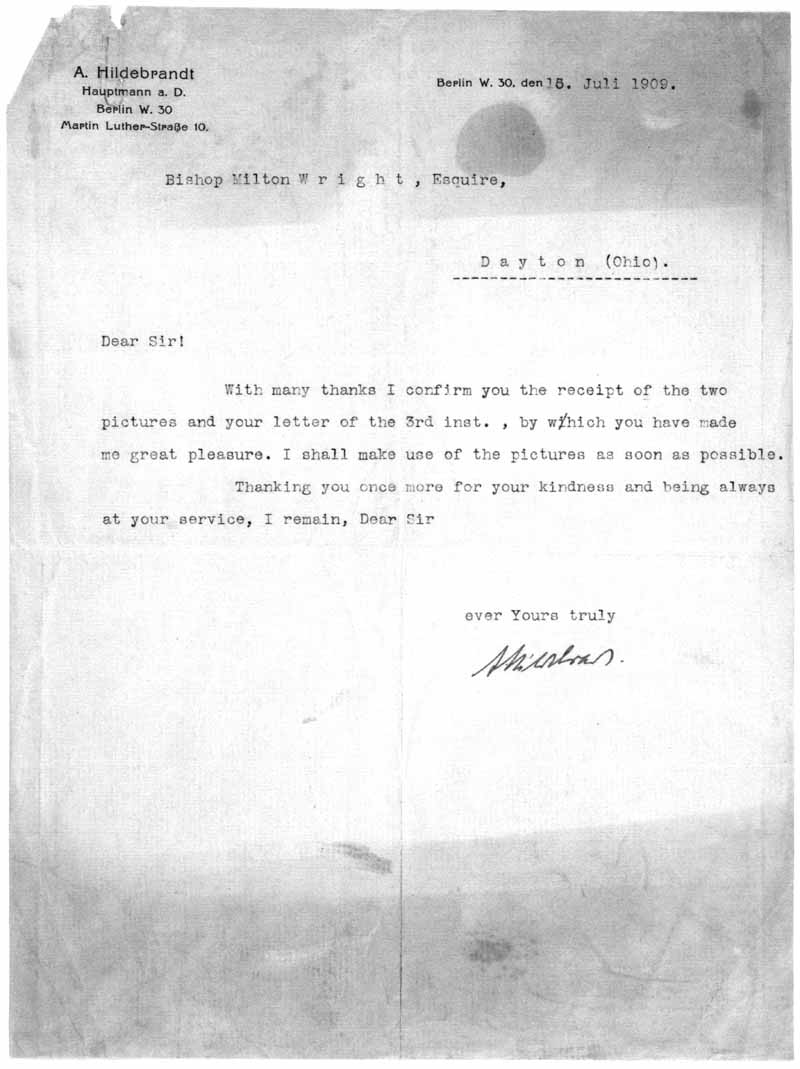 A. Hildebrandt
Hauptmann a. D.
Berlin W. 30
Martin Luther-Straße 10.
Berlin W. 30, den 15. Juli 1909.
Bishop Milton W r i g h t , Esquire,
D a y t o n (Ohio).
Dear Sir!
With many thanks I confirm you the receipt of the two
pictures and your letter of the 3rd inst. , by w/hich you have made
me great pleasure. I shall make use of the pictures as soon as possible.
Thanking you once more for your kindness and being always
at your service, I remain, Dear Sir
ever Yours truly
AHildebrandt.